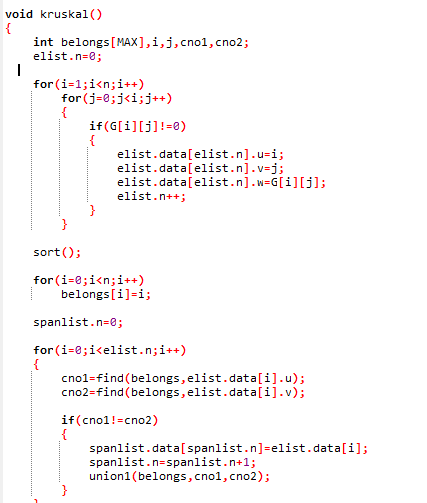 void kruskal()
{
    int belongs[MAX],i,j,cno1,cno2;
    elist.n=0;

    for(i=1;i<n;i++)
        for(j=0;j<i;j++)
        {
            if(G[i][j]!=0)
            {
                elist.data[elist.n].u=i;
                elist.data[elist.n].v=j;
                elist.data[elist.n].w=G[i][j];
                elist.n++;
            }
        }

    sort();

    for(i=0;i<n;i++)
        belongs[i]=i;

    spanlist.n=0;

    for(i=0;i<elist.n;i++)
    {
        cno1=find(belongs,elist.data[i].u);
        cno2=find(belongs,elist.data[i].v);

        if(cno1!=cno2)
        {
            spanlist.data[spanlist.n]=elist.data[i];
            spanlist.n=spanlist.n+1;
            union1(belongs,cno1,cno2);
        }
    }